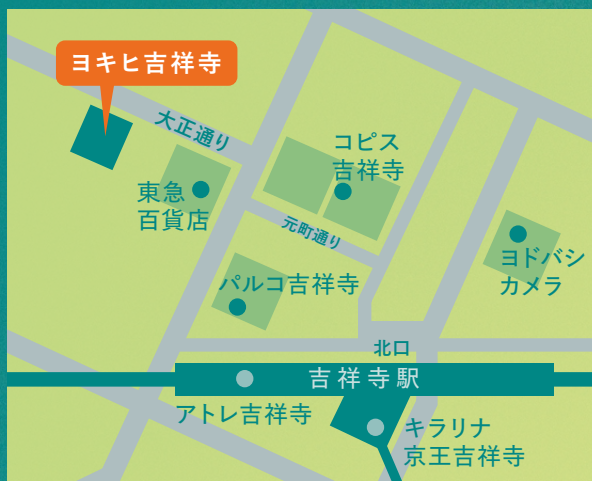 ヨキヒ吉祥寺
大正通り
コピス
吉祥寺
東急
百貨店
元町通り
ヨドバシ
カメラ
パルコ吉祥寺
北口
吉祥寺駅
アトレ吉祥寺
キラリナ
京王吉祥寺